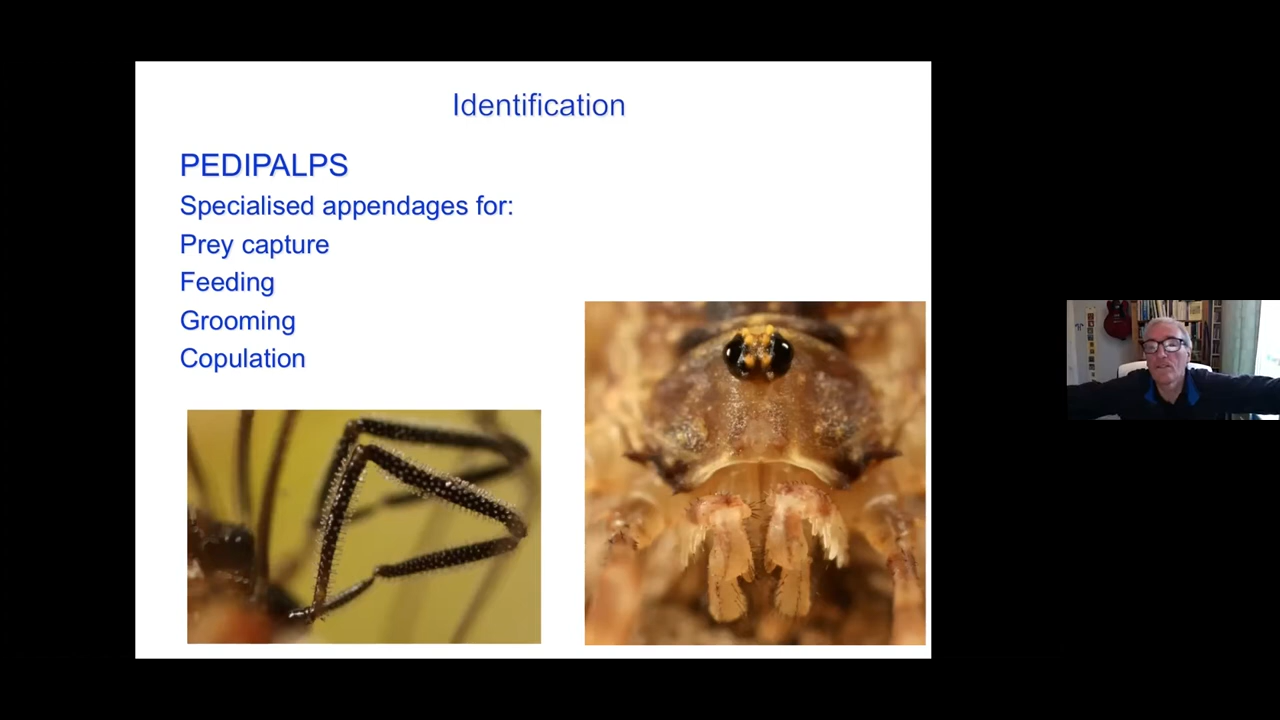 Identification
PEDIPALPS
Specialised appendages for:
Prey capture
Feeding
Grooming
Copulation